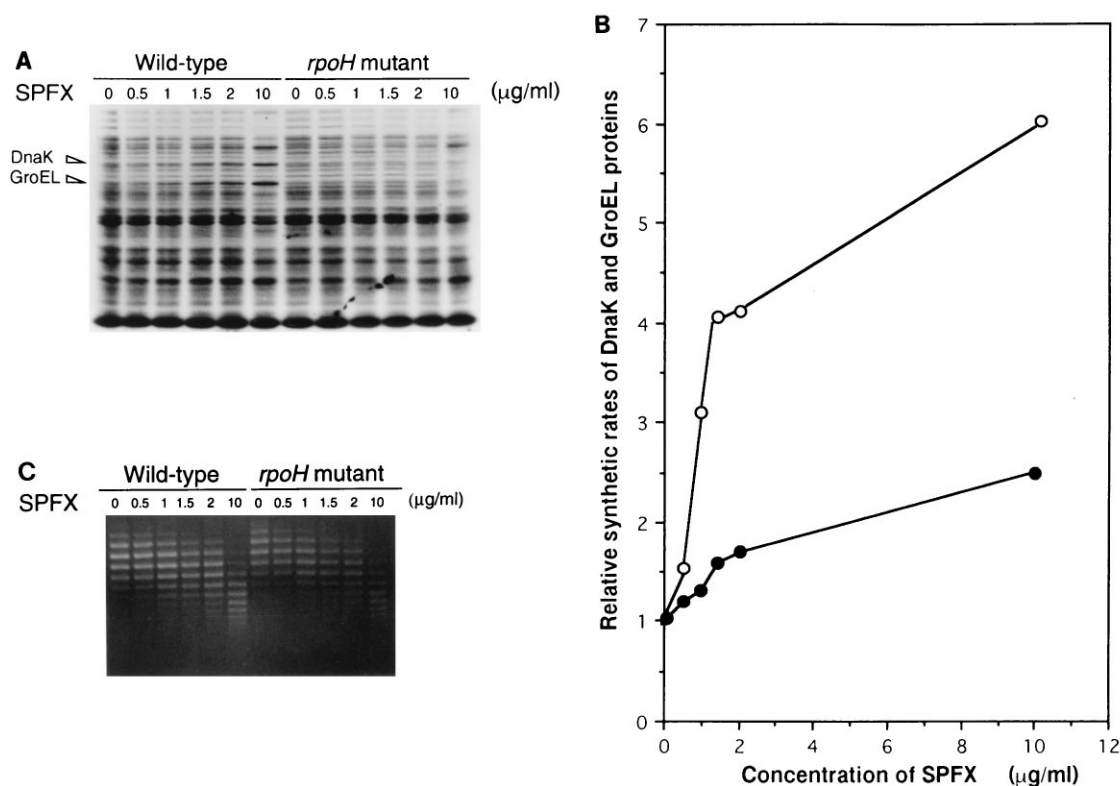 A
Wild-type rpoH mutant
SPFX 0 0.5 1 1.5 2 10 0 0.5 1 1.5 2 10 (μg/ml)
DnaK
GroEL
C
Wild-type rpoH mutant
SPFX 0 0.5 1 1.5 2 10 0 0.5 1 1.5 2 10 (μg/ml)
B
Relative synthetic rates of DnaK and GroEL proteins
7
6
5
4
3
2
1
0
0 2 4 6 8 10 12
Concentration of SPFX (μg/ml)